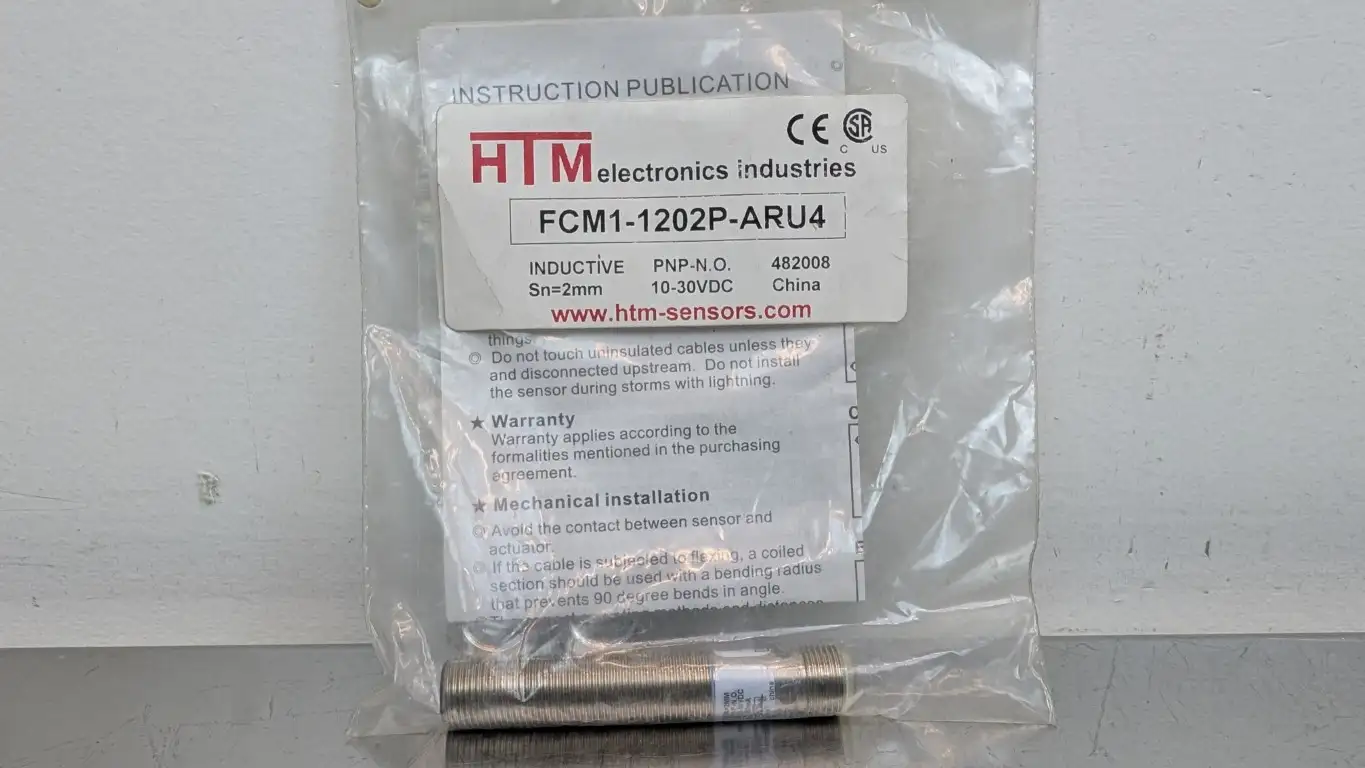 INSTRUCTION PUBLICATION
CE C SA US
HTM electronics industries
FCM1-1202P-ARU4
INDUCTIVE PNP-N.O. 482008
Sn=2mm 10-30VDC China
www.htm-sensors.com
things.
Do not touch uninsulated cables unless they
and disconnected upstream. Do not install
the sensor during storms with lightning.
★ Warranty
Warranty applies according to the
formalities mentioned in the purchasing
agreement.
★ Mechanical installation
Avoid the contact between sensor and
actuator.
If the cable is subjected to flexing, a coiled
section should be used with a bending radius
that prevents 90 degree bends in angle.